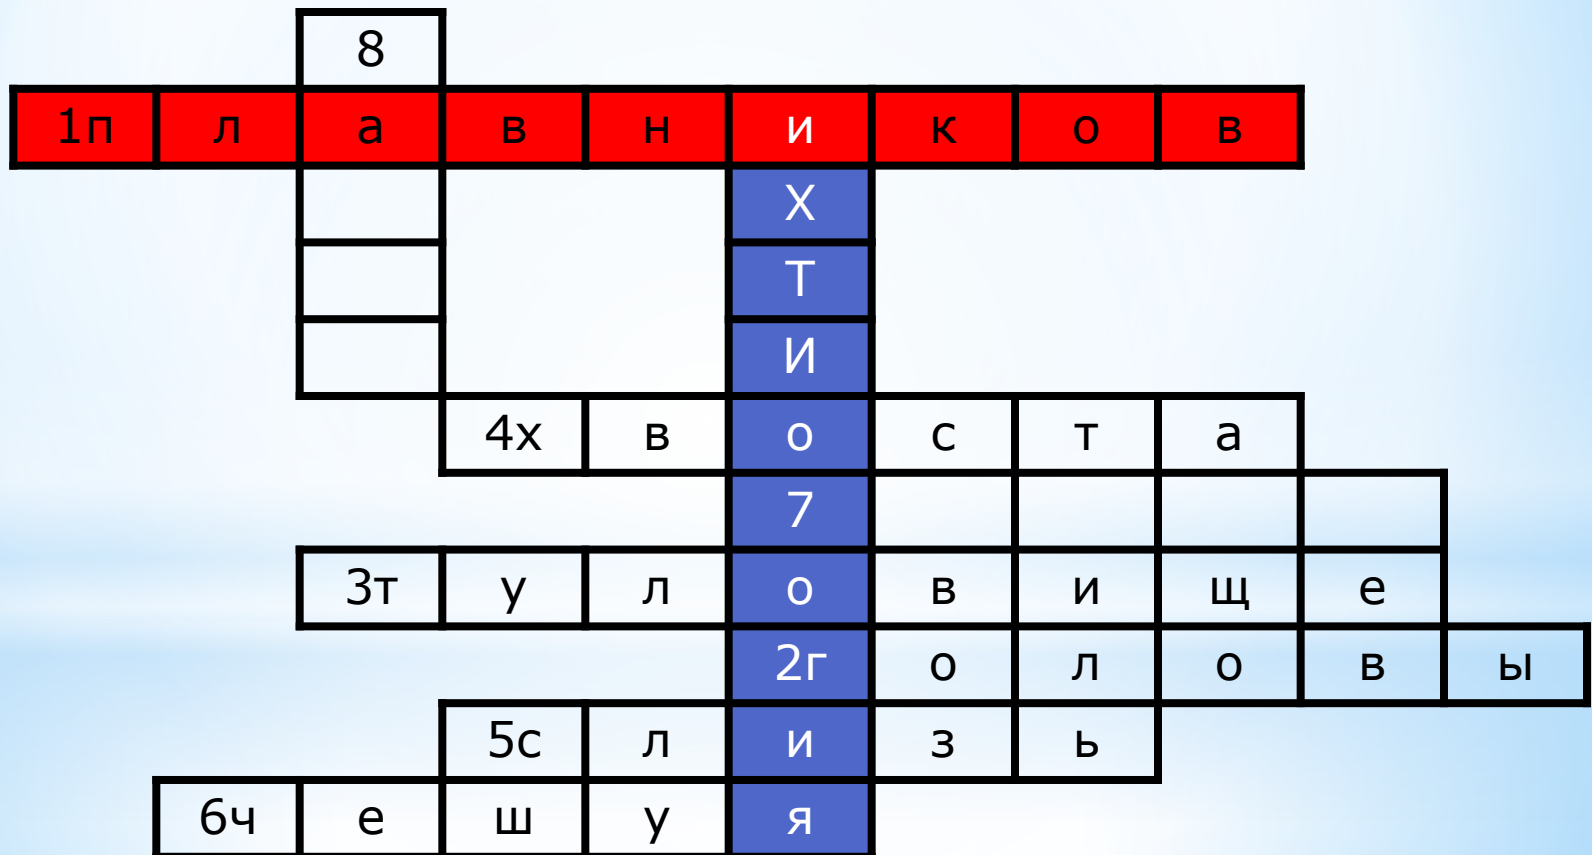 8
1п л а в н и к о в
Х
Т
И
4х в о с т а
7
3т у л о в и щ е
2г о л о в ы
5с л и з ь
6ч е ш у я